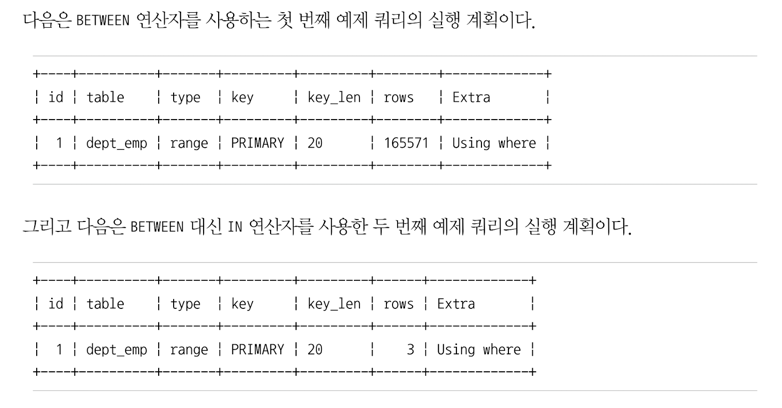 다음은 BETWEEN 연산자를 사용하는 첫 번째 예제 쿼리의 실행 계획이다.
+----+----------+-------+---------+---------+--------+-------------+
| id | table    | type  | key     | key_len | rows   | Extra       |
+----+----------+-------+---------+---------+--------+-------------+
|  1 | dept_emp | range | PRIMARY | 20      | 165571 | Using where |
+----+----------+-------+---------+---------+--------+-------------+
그리고 다음은 BETWEEN 대신 IN 연산자를 사용한 두 번째 예제 쿼리의 실행 계획이다.
+----+----------+-------+---------+---------+------+-------------+
| id | table    | type  | key     | key_len | rows | Extra       |
+----+----------+-------+---------+---------+------+-------------+
|  1 | dept_emp | range | PRIMARY | 20      |    3 | Using where |
+----+----------+-------+---------+---------+------+-------------+